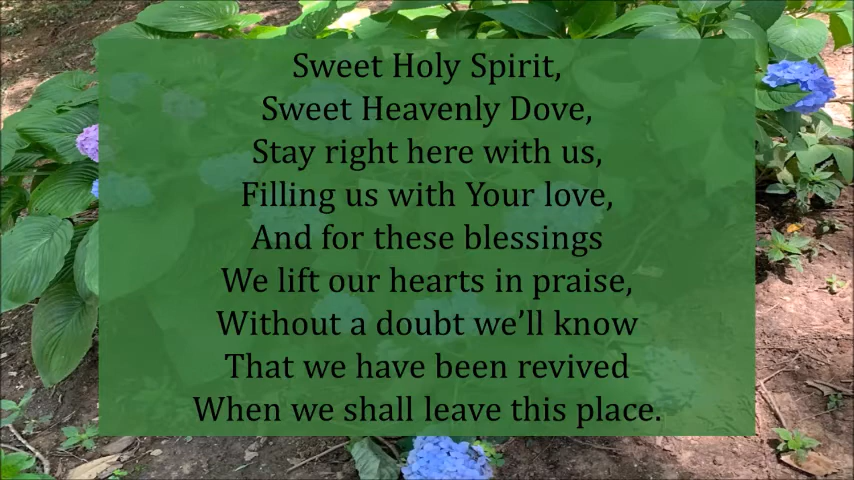 Sweet Holy Spirit,
Sweet Heavenly Dove,
Stay right here with us,
Filling us with Your love,
And for these blessings
We lift our hearts in praise,
Without a doubt we’ll know
That we have been revived
When we shall leave this place.